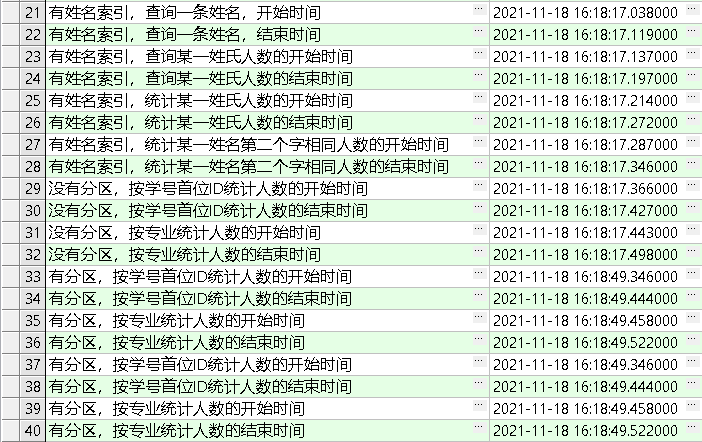 21 有姓名索引，查询一条姓名，开始时间 ... 2021-11-18 16:18:17.038000 ...
22 有姓名索引，查询一条姓名，结束时间 ... 2021-11-18 16:18:17.119000 ...
23 有姓名索引，查询某一姓氏人数的开始时间 ... 2021-11-18 16:18:17.137000 ...
24 有姓名索引，查询某一姓氏人数的结束时间 ... 2021-11-18 16:18:17.197000 ...
25 有姓名索引，统计某一姓氏人数的开始时间 ... 2021-11-18 16:18:17.214000 ...
26 有姓名索引，统计某一姓氏人数的结束时间 ... 2021-11-18 16:18:17.272000 ...
27 有姓名索引，统计某一姓名第二个字相同人数的开始时间 ... 2021-11-18 16:18:17.287000 ...
28 有姓名索引，统计某一姓名第二个字相同人数的结束时间 ... 2021-11-18 16:18:17.346000 ...
29 没有分区，按学号首位ID统计人数的开始时间 ... 2021-11-18 16:18:17.366000 ...
30 没有分区，按学号首位ID统计人数的结束时间 ... 2021-11-18 16:18:17.427000 ...
31 没有分区，按专业统计人数的开始时间 ... 2021-11-18 16:18:17.443000 ...
32 没有分区，按专业统计人数的结束时间 ... 2021-11-18 16:18:17.498000 ...
33 有分区，按学号首位ID统计人数的开始时间 ... 2021-11-18 16:18:49.346000 ...
34 有分区，按学号首位ID统计人数的结束时间 ... 2021-11-18 16:18:49.444000 ...
35 有分区，按专业统计人数的开始时间 ... 2021-11-18 16:18:49.458000 ...
36 有分区，按专业统计人数的结束时间 ... 2021-11-18 16:18:49.522000 ...
37 有分区，按学号首位ID统计人数的开始时间 ... 2021-11-18 16:18:49.346000 ...
38 有分区，按学号首位ID统计人数的结束时间 ... 2021-11-18 16:18:49.444000 ...
39 有分区，按专业统计人数的开始时间 ... 2021-11-18 16:18:49.458000 ...
40 有分区，按专业统计人数的结束时间 ... 2021-11-18 16:18:49.522000 ...